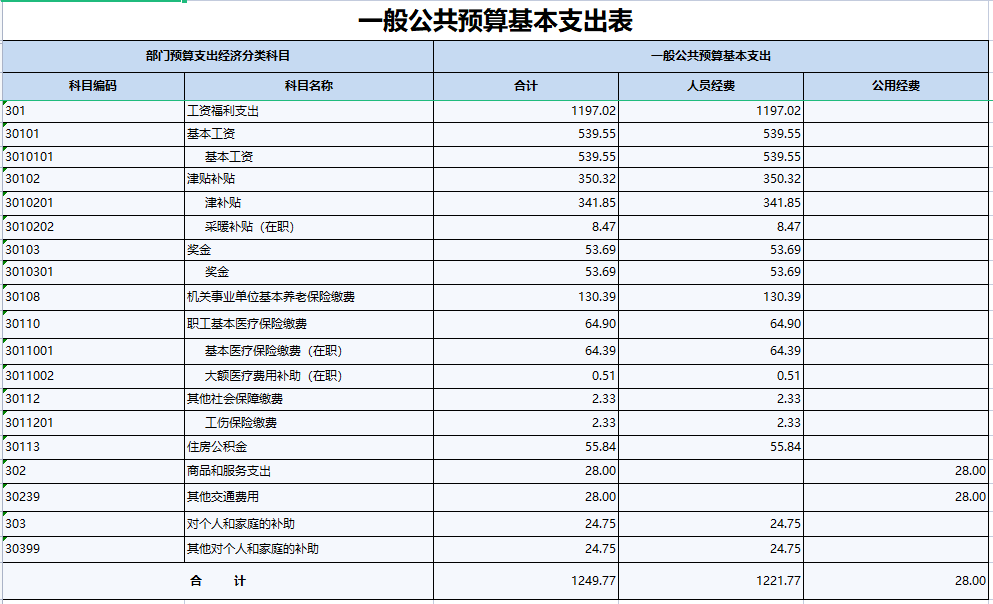 一般公共预算基本支出表
部门预算支出经济分类科目 一般公共预算基本支出
科目编码 科目名称 合计 人员经费 公用经费
301 工资福利支出 1197.02 1197.02
30101 基本工资 539.55 539.55
3010101 基本工资 539.55 539.55
30102 津贴补贴 350.32 350.32
3010201 津补贴 341.85 341.85
3010202 采暖补贴（在职） 8.47 8.47
30103 奖金 53.69 53.69
3010301 奖金 53.69 53.69
30108 机关事业单位基本养老保险缴费 130.39 130.39
30110 职工基本医疗保险缴费 64.90 64.90
3011001 基本医疗保险缴费（在职） 64.39 64.39
3011002 大额医疗费用补助（在职） 0.51 0.51
30112 其他社会保障缴费 2.33 2.33
3011201 工伤保险缴费 2.33 2.33
30113 住房公积金 55.84 55.84
302 商品和服务支出 28.00 28.00
30239 其他交通费用 28.00 28.00
303 对个人和家庭的补助 24.75 24.75
30399 其他对个人和家庭的补助 24.75 24.75
合 计 1249.77 1221.77 28.00